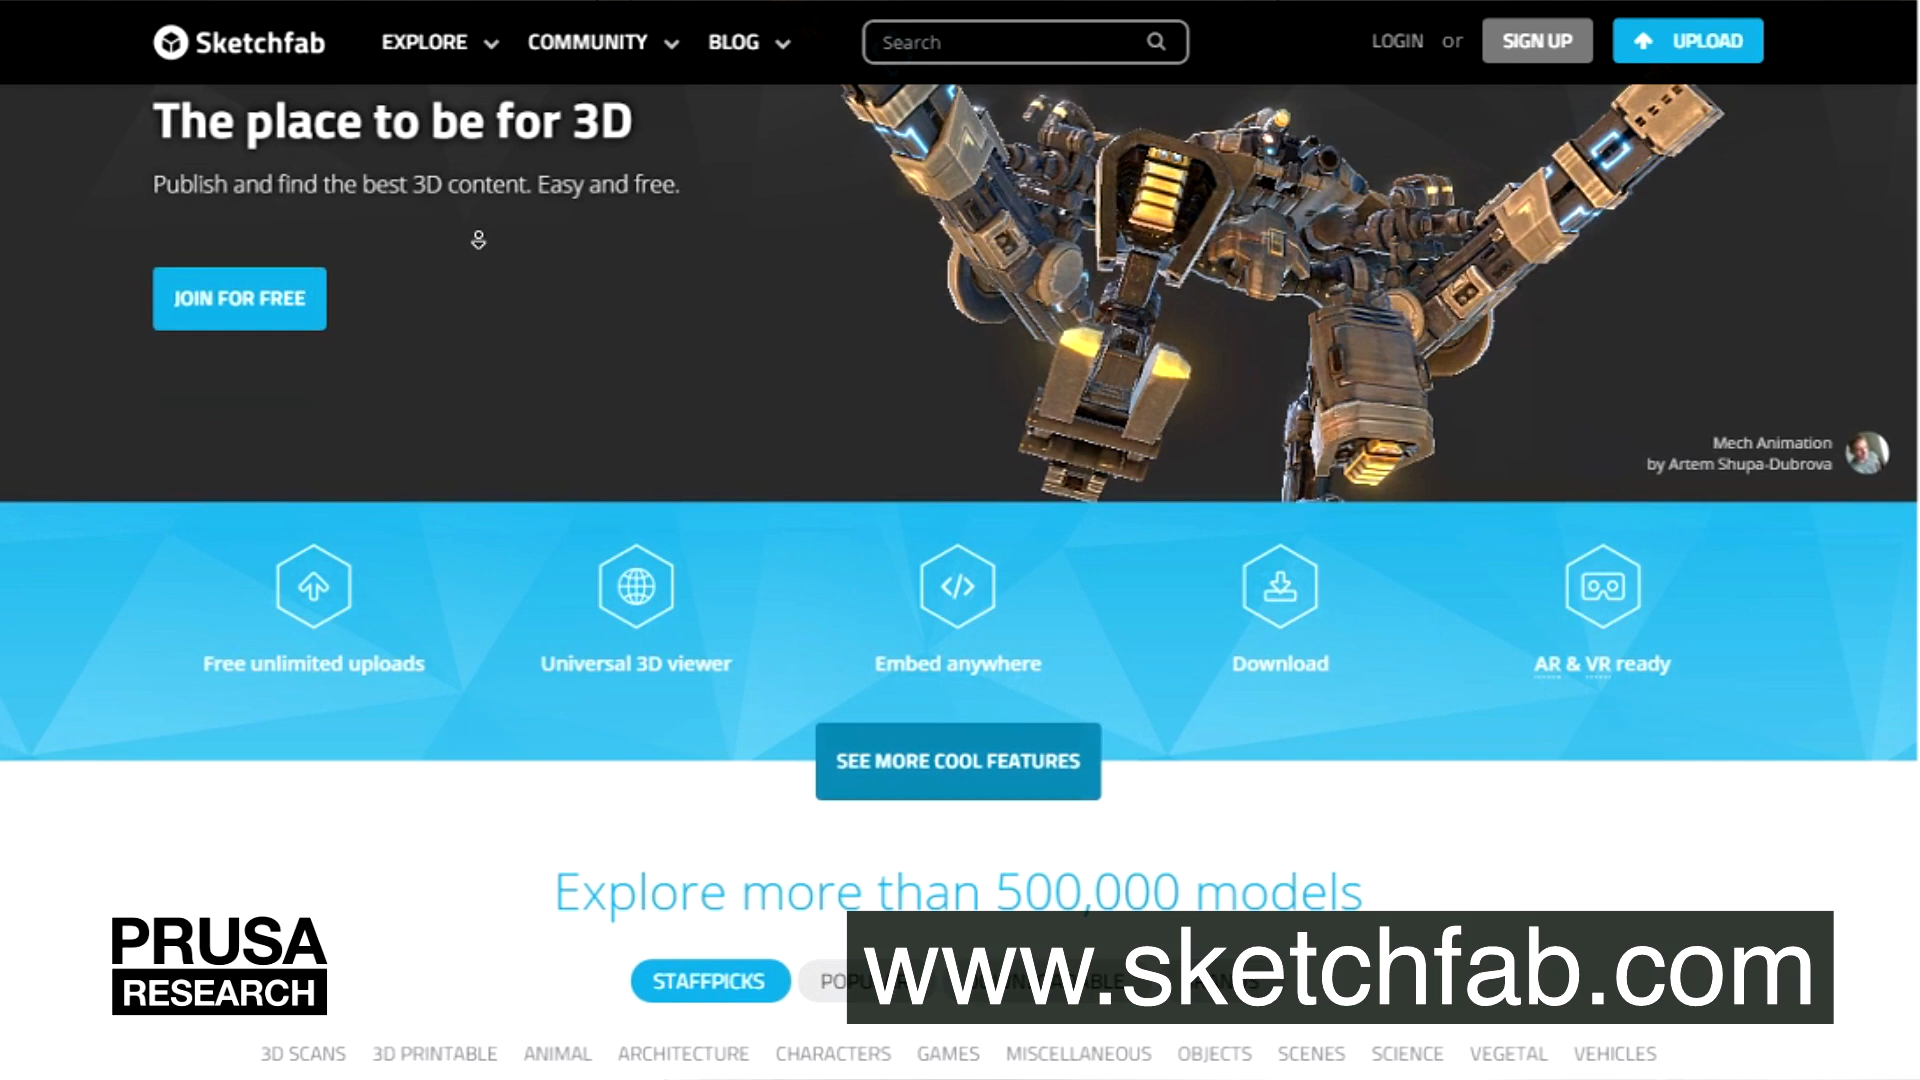 Sketchfab
EXPLORE
COMMUNITY
BLOG
Search
LOGIN or
SIGN UP
UPLOAD
The place to be for 3D
Publish and find the best 3D content. Easy and free.
JOIN FOR FREE
Mech Animation
by Artem Shupa-Dubrova
Free unlimited uploads
Universal 3D viewer
Embed anywhere
Download
AR & VR ready
SEE MORE COOL FEATURES
Explore more than 500,000 models
PRUSA
RESEARCH
STAFFPICKS
www.sketchfab.com
3D SCANS
3D PRINTABLE
ANIMAL
ARCHITECTURE
CHARACTERS
GAMES
MISCELLANEOUS
OBJECTS
SCENES
SCIENCE
VEGETAL
VEHICLES